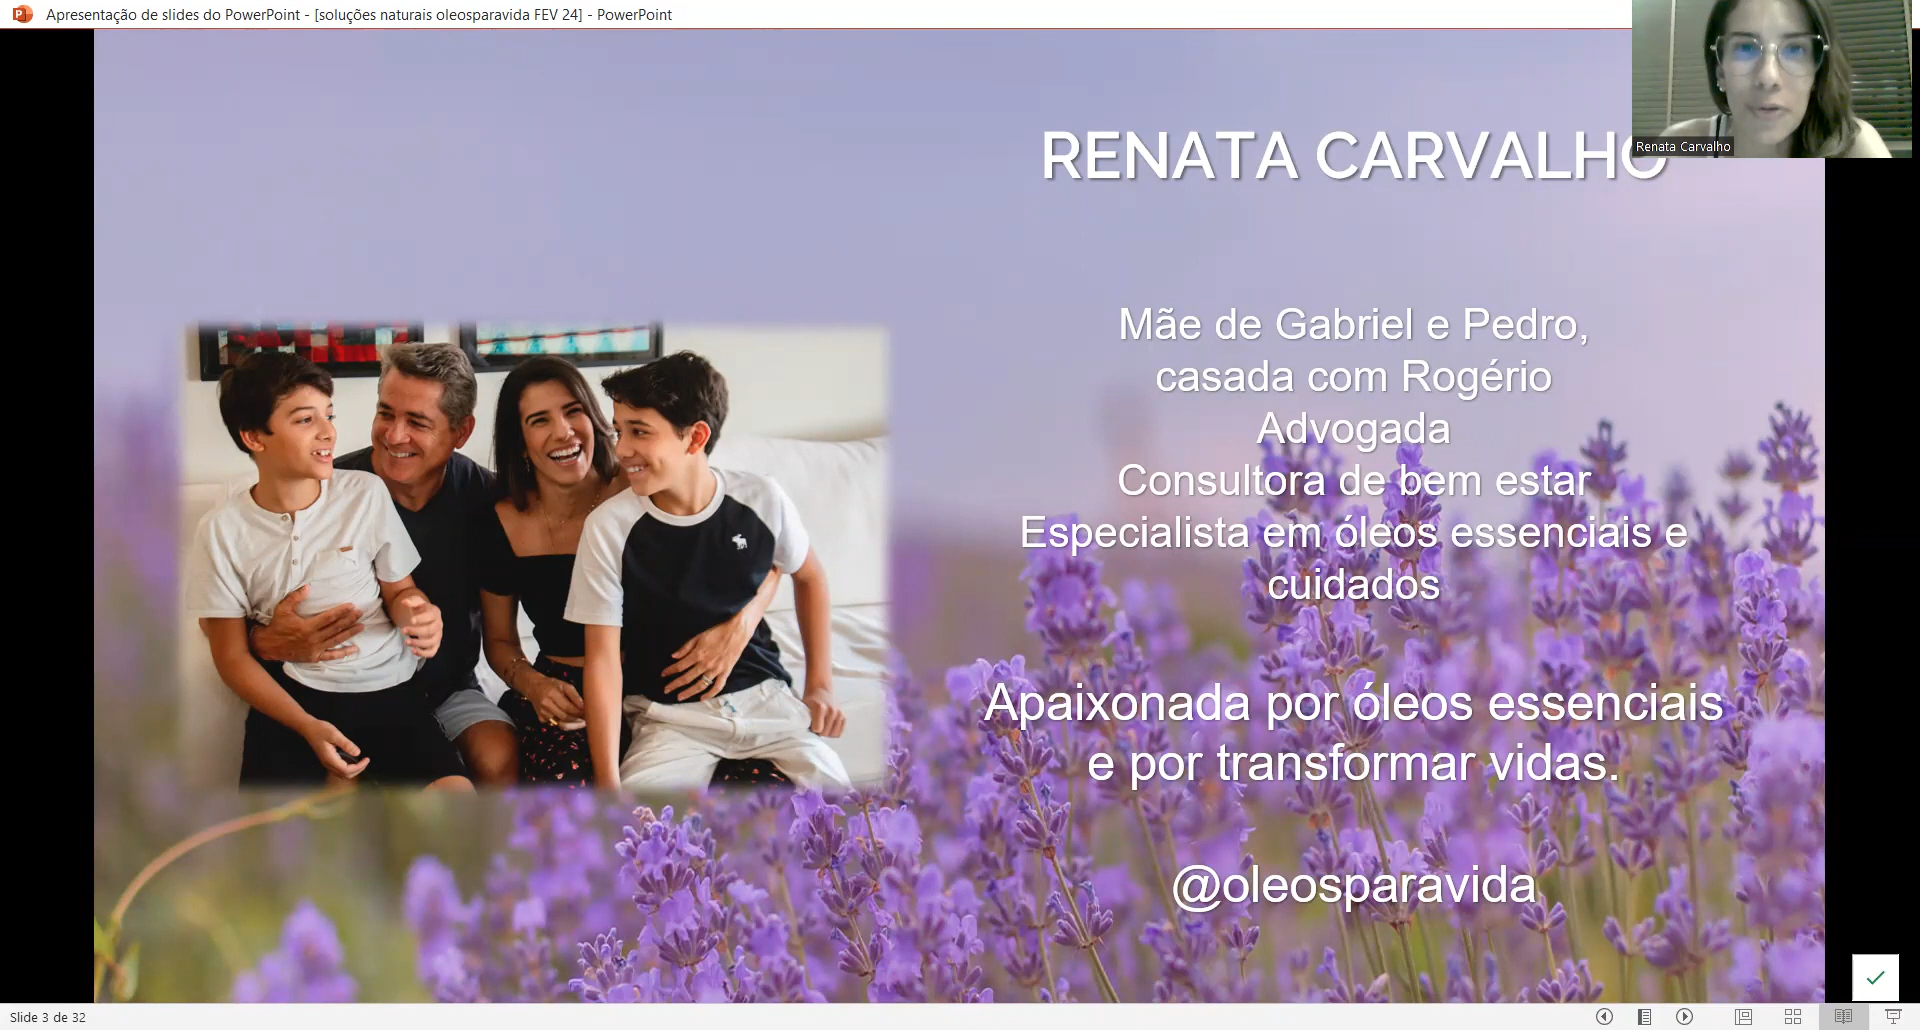 Apresentação de slides do PowerPoint - [soluções naturais oleosparavida FEV 24] - PowerPoint
RENATA CARVALHO
Renata Carvalho
Mãe de Gabriel e Pedro,
casada com Rogério
Advogada
Consultora de bem estar
Especialista em óleos essenciais e
cuidados
Apaixonada por óleos essenciais
e por transformar vidas.
@oleosparavida
Slide 3 de 32